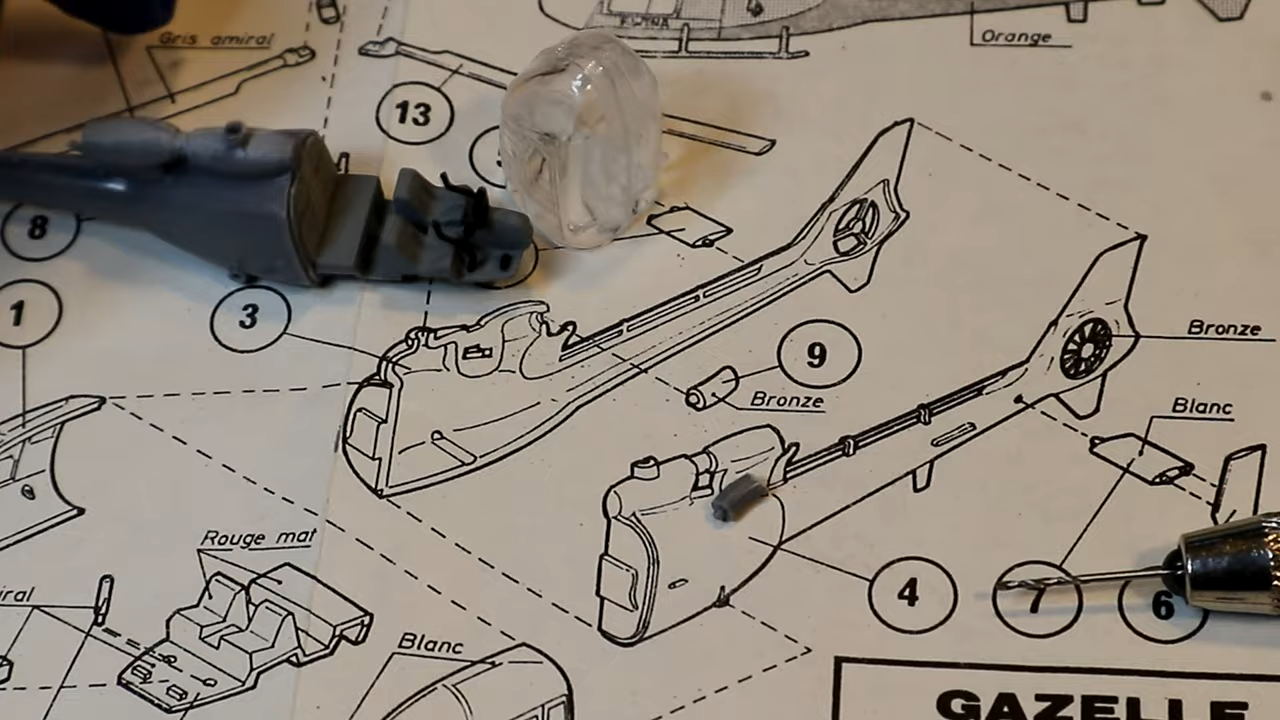 F-WTNA
Gris amiral
Orange
13
8
1
3
9
Bronze
Bronze
Blanc
Rouge mat
iral
4
7
6
Blanc
GAZELLE